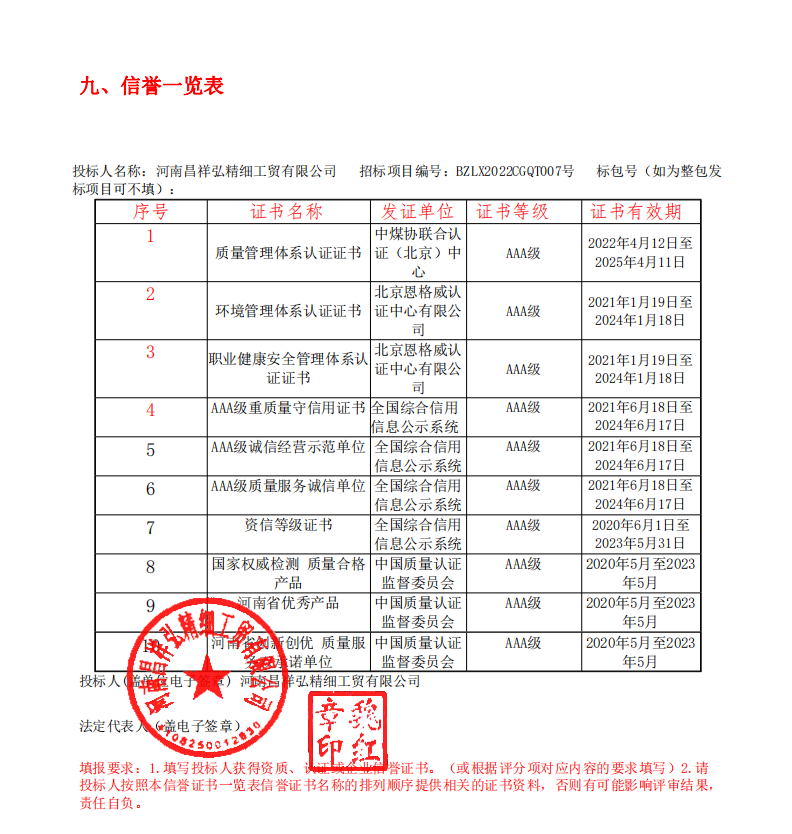 九、信誉一览表
投标人名称：河南昌祥弘精细工贸有限公司 招标项目编号：BZLX2022CGQT007号 标包号（如为整包发
标项目可不填）：
序号 证书名称 发证单位 证书等级 证书有效期
1 质量管理体系认证证书 中煤协联合认证（北京）中心 AAA级 2022年4月12日至2025年4月11日
2 环境管理体系认证证书 北京恩格威认证中心有限公司 AAA级 2021年1月19日至2024年1月18日
3 职业健康安全管理体系认证证书 北京恩格威认证中心有限公司 AAA级 2021年1月19日至2024年1月18日
4 AAA级重质量守信用证书 全国综合信用信息公示系统 AAA级 2021年6月18日至2024年6月17日
5 AAA级诚信经营示范单位 全国综合信用信息公示系统 AAA级 2021年6月18日至2024年6月17日
6 AAA级质量服务诚信单位 全国综合信用信息公示系统 AAA级 2021年6月18日至2024年6月17日
7 资信等级证书 全国综合信用信息公示系统 AAA级 2020年6月1日至2023年5月31日
8 国家权威检测 质量合格产品 中国质量认证监督委员会 AAA级 2020年5月至2023年5月
9 河南省优秀产品 中国质量认证监督委员会 AAA级 2020年5月至2023年5月
河南省创新创优 质量服 承诺单位 中国质量认证监督委员会 AAA级 2020年5月至2023年5月
投标人(盖单位电子签章) 河南昌祥弘精细工贸有限公司
法定代表人（盖电子签章）
河南昌祥弘精细工贸有限公司
魏红
章印
填报要求：1.填写投标人获得资质、认证或企业信誉证书。（或根据评分项对应内容的要求填写）2.请
投标人按照本信誉证书一览表信誉证书名称的排列顺序提供相关的证书资料，否则有可能影响评审结果，
责任自负。